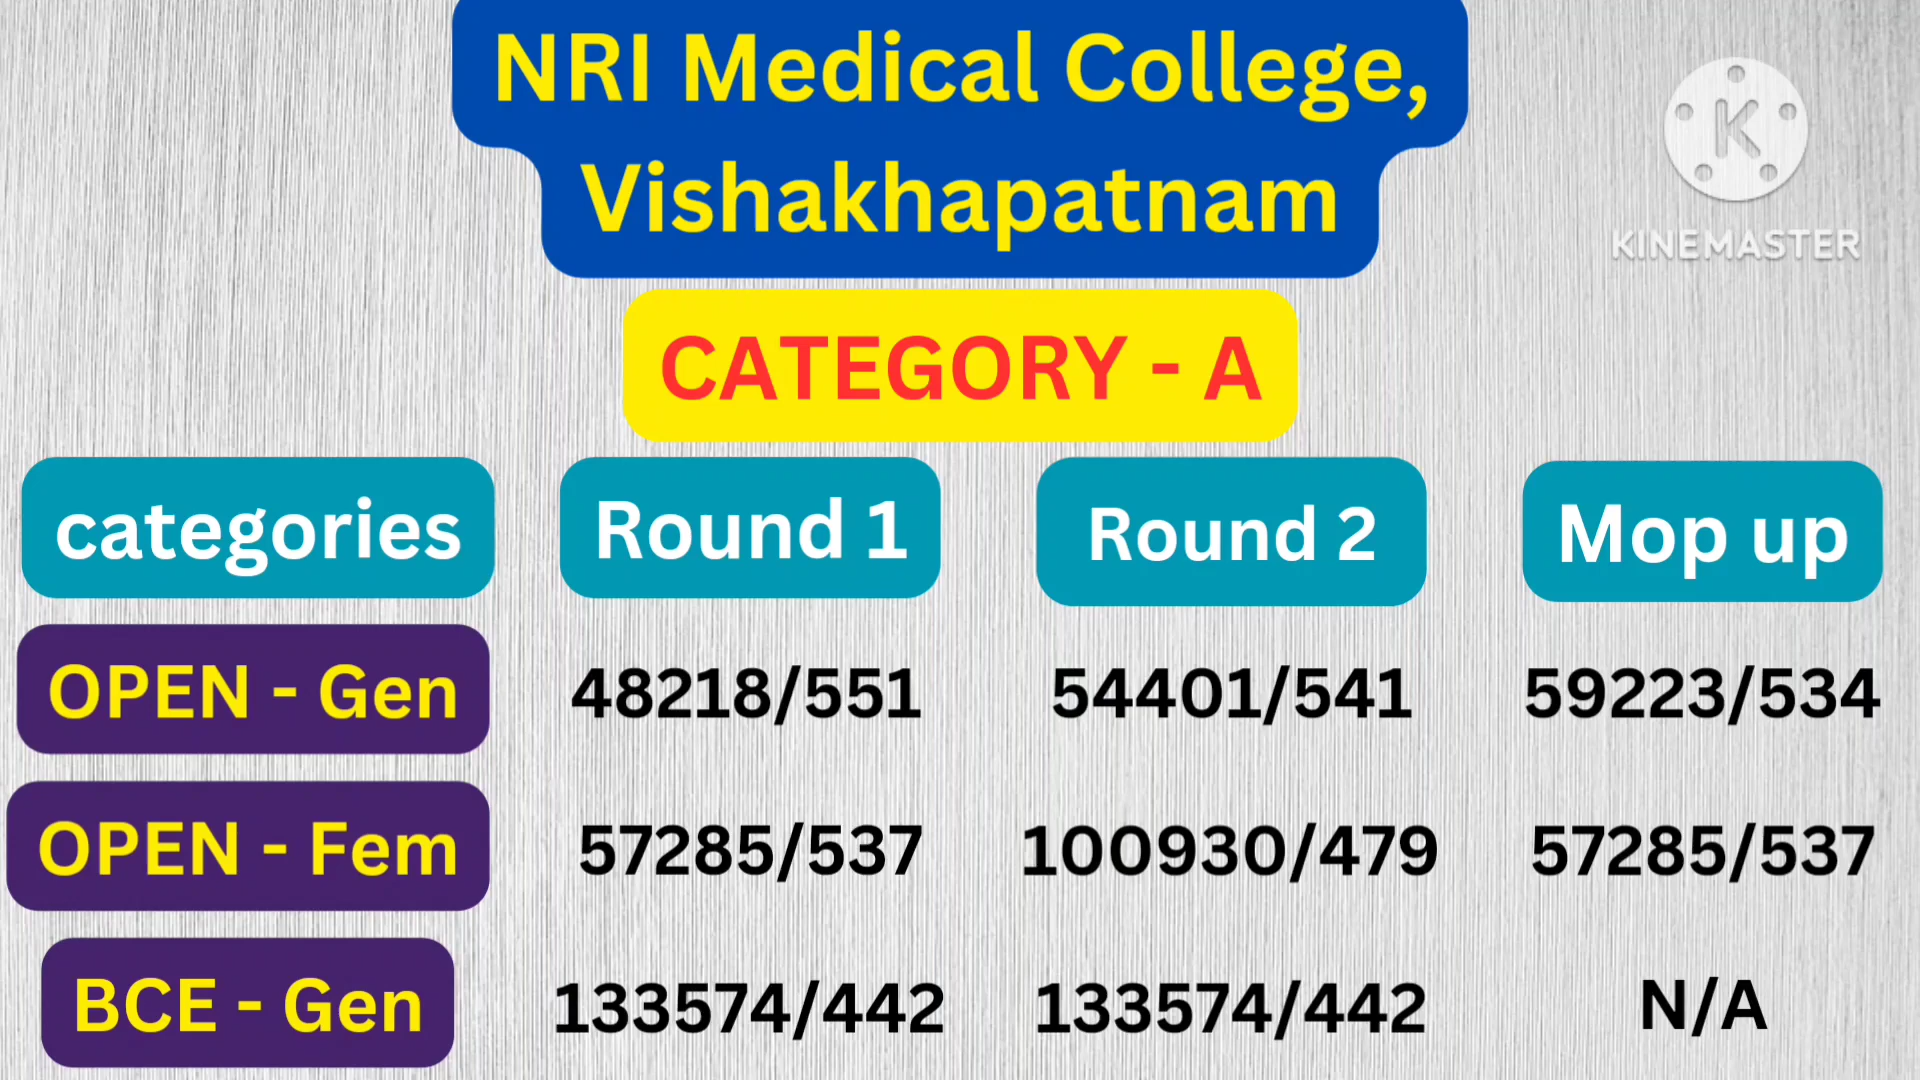 NRI Medical College,
Vishakhapatnam
K
KINEMASTER
CATEGORY - A
categories Round 1 Round 2 Mop up
OPEN - Gen 48218/551 54401/541 59223/534
OPEN - Fem 57285/537 100930/479 57285/537
BCE - Gen 133574/442 133574/442 N/A